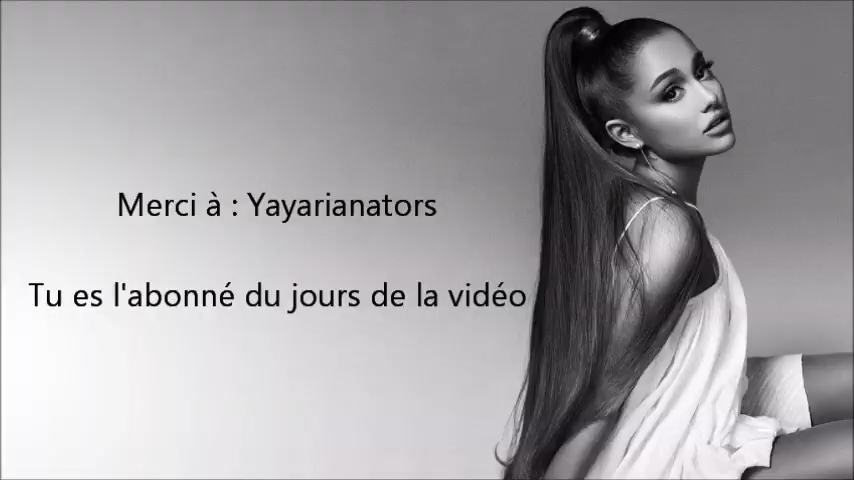 Merci à : Yayarianators
Tu es l'abonné du jours de la vidéo